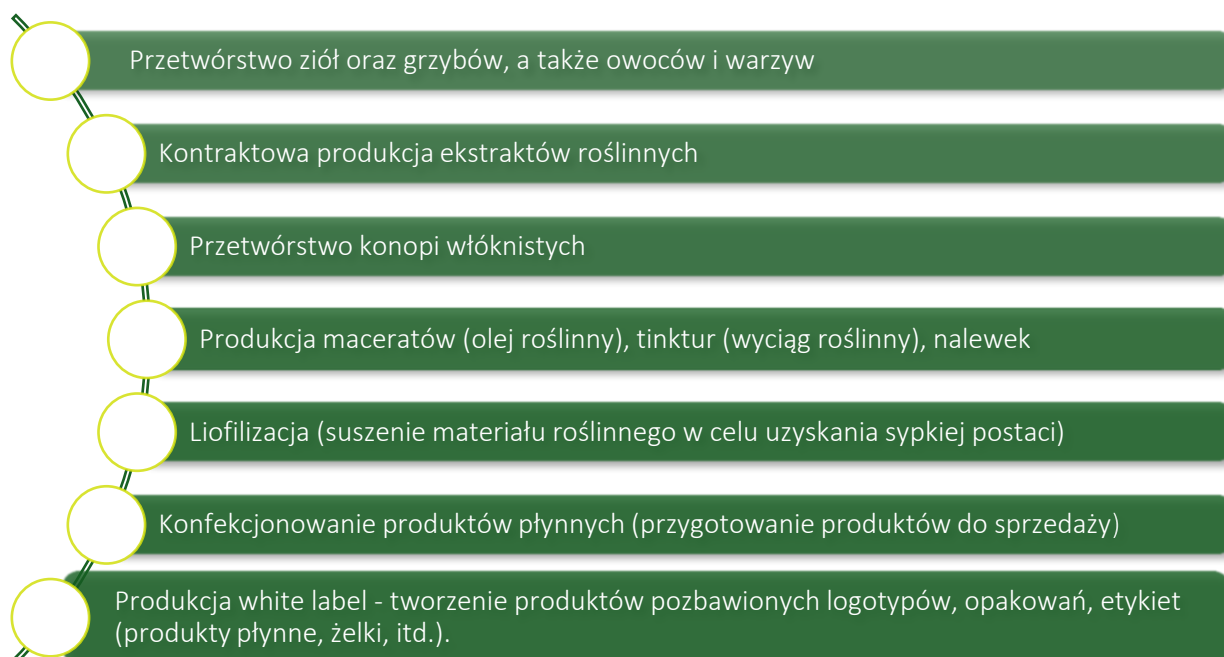 Przetwórstwo ziół oraz grzybów, a także owoców i warzyw
Kontraktowa produkcja ekstraktów roślinnych
Przetwórstwo konopi włóknistych
Produkcja maceratów (olej roślinny), tinktur (wyciąg roślinny), nalewek
Liofilizacja (suszenie materiału roślinnego w celu uzyskania sypkiej postaci)
Konfekcjonowanie produktów płynnych (przygotowanie produktów do sprzedaży)
Produkcja white label - tworzenie produktów pozbawionych logotypów, opakowań, etykiet
(produkty płynne, żelki, itd.).